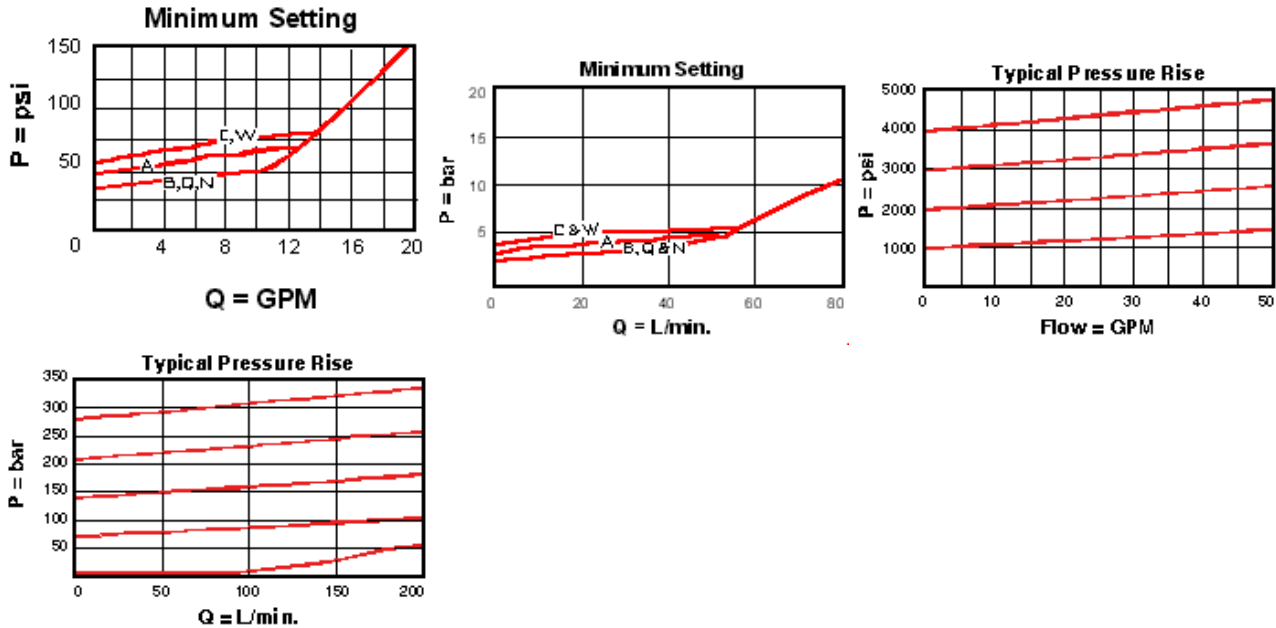 Minimum Setting
P = psi
150
100
50
0
4
8
12
16
20
C,W
A
B,Q,N
Q = GPM
Minimum Setting
P = bar
20
15
10
5
0
20
40
60
80
C & W
A
B, Q & N
Q = L/min.
Typical Pressure Rise
P = psi
5000
4000
3000
2000
1000
0
10
20
30
40
50
Flow = GPM
Typical Pressure Rise
P = bar
350
300
250
200
150
100
50
0
50
100
150
200
Q = L/min.